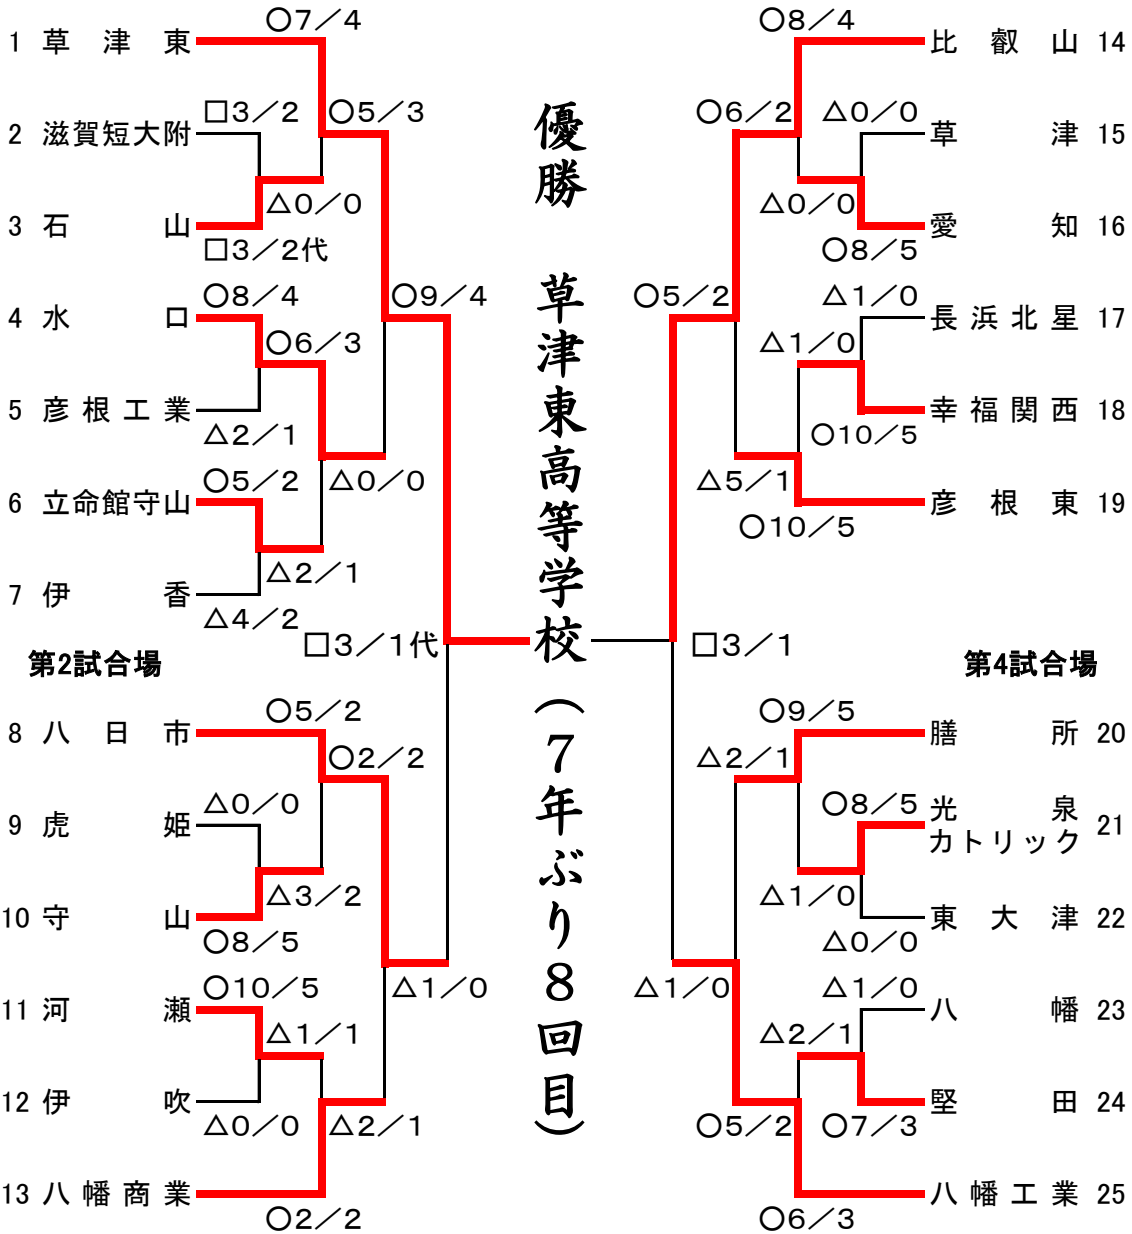 ○7／4
1 草津東
□3／2
○5／3
2 滋賀短大附
△0／0
3 石山
□3／2代
○8／4
○9／4
4 水口
○6／3
5 彦根工業
△2／1
○5／2
△0／0
6 立命館守山
△2／1
7 伊香
△4／2
□3／1代
第2試合場
○5／2
8 八日市
○2／2
△0／0
9 虎姫
△3／2
10 守山
○8／5
○10／5
△1／0
11 河瀬
△1／1
12 伊吹
△0／0
△2／1
13 八幡商業
○2／2
優勝 草津東高等学校（7年ぶり8回目）
○8／4
比叡山 14
○6／2
△0／0
草津 15
△0／0
愛知 16
○8／5
○5／2
△1／0
長浜北星 17
△1／0
幸福関西 18
○10／5
△5／1
彦根東 19
○10／5
□3／1
第4試合場
○9／5
膳所 20
△2／1
○8／5
光泉
カトリック 21
△1／0
東大津 22
△0／0
△1／0
△1／0
八幡 23
△2／1
堅田 24
○5／2
○7／3
八幡工業 25
○6／3